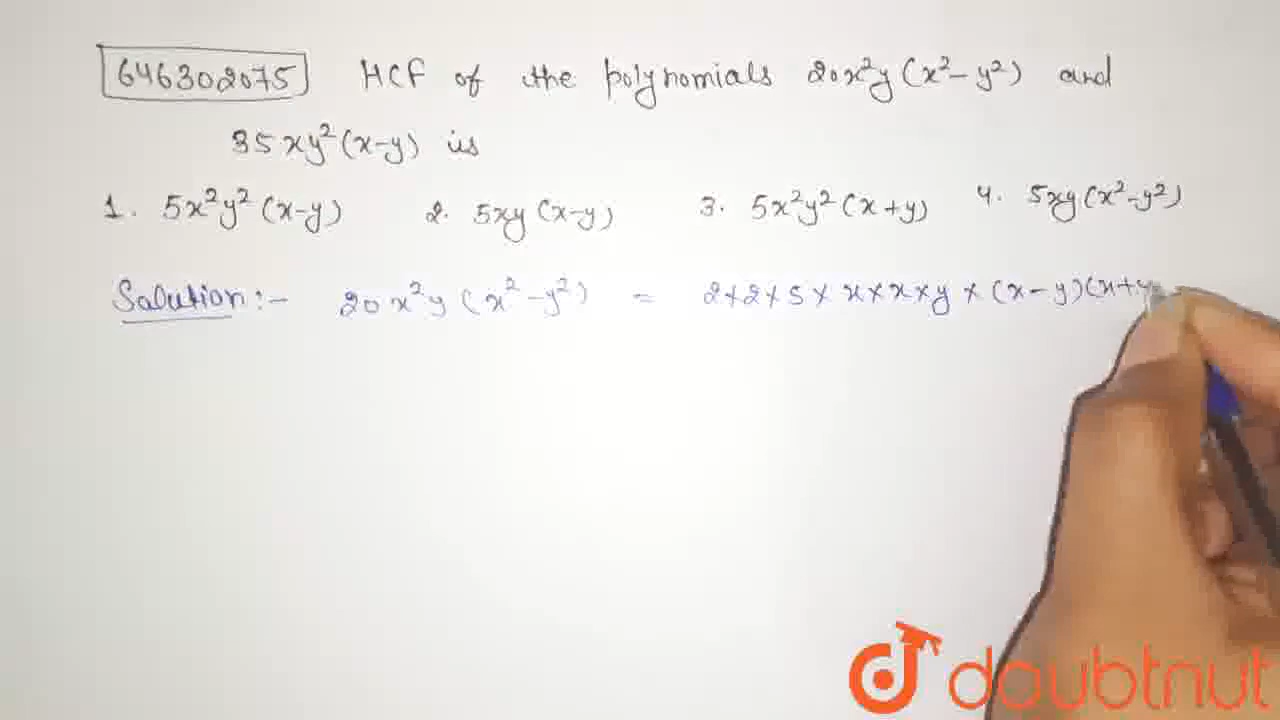 646302075 HCF of the polynomials 20x²y(x²-y²) and
35xy²(x-y) is
1. 5x²y²(x-y) 2. 5xy(x-y) 3. 5x²y²(x+y) 4. 5xy(x²-y²)
Solution:- 20x²y(x²-y²) = 2×2×5×x×x×y×(x-y)(x+y
doubtnut